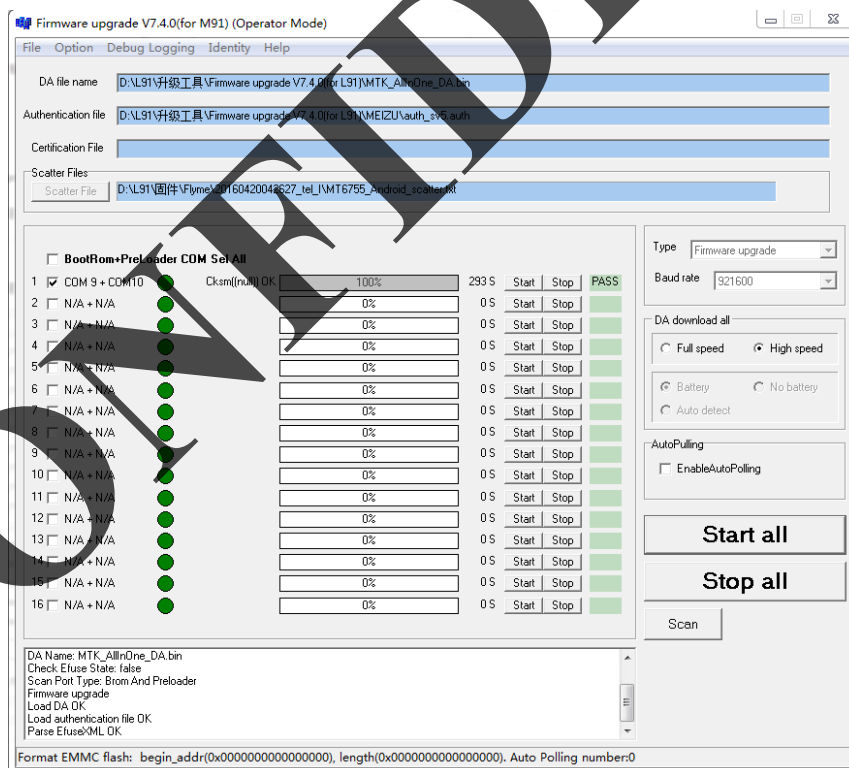 Firmware upgrade V7.4.0(for M91) (Operator Mode)
File Option Debug Logging Identity Help
DA file name D:\L91\升级工具\Firmware upgrade V7.4.0(for L91)\MTK_AllInOne_DA.bin
Authentication file D:\L91\升级工具\Firmware upgrade V7.4.0(for L91)\MEIZU\auth_sv5.auth
Certification File
Scatter Files
Scatter File D:\L91\固件\Flyme\20160420042627_tel_I\MT6755_Android_scatter.txt
BootRom+PreLoader COM Sel All
1 COM 9 + COM10 Cksm((null)) OK 100% 293 S Start Stop PASS
2 N/A + N/A 0% 0 S Start Stop
3 N/A + N/A 0% 0 S Start Stop
4 N/A + N/A 0% 0 S Start Stop
5 N/A + N/A 0% 0 S Start Stop
6 N/A + N/A 0% 0 S Start Stop
7 N/A + N/A 0% 0 S Start Stop
8 N/A + N/A 0% 0 S Start Stop
9 N/A + N/A 0% 0 S Start Stop
10 N/A + N/A 0% 0 S Start Stop
11 N/A + N/A 0% 0 S Start Stop
12 N/A + N/A 0% 0 S Start Stop
13 N/A + N/A 0% 0 S Start Stop
14 N/A + N/A 0% 0 S Start Stop
15 N/A + N/A 0% 0 S Start Stop
16 N/A + N/A 0% 0 S Start Stop
Type Firmware upgrade
Baud rate 921600
DA download all
Full speed High speed
Battery No battery
Auto detect
AutoPulling
EnableAutoPolling
Start all
Stop all
Scan
DA Name: MTK_AllInOne_DA.bin
Check Efuse State: false
Scan Port Type: Brom And Preloader
Firmware upgrade
Load DA OK
Load authentication file OK
Parse EfuseXML OK
Format EMMC flash: begin_addr(0x0000000000000000), length(0x0000000000000000). Auto Polling number:0
ONFID